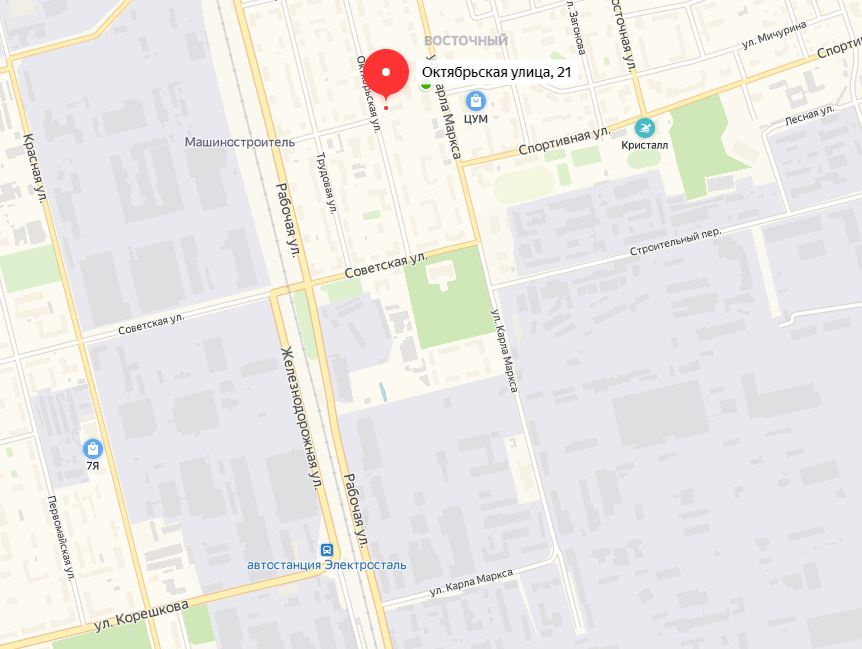 ВОСТОЧНЫЙ
ул. Загонова
Восточная ул.
ул. Мичурина
Октябрьская улица, 21
Октябрьская ул.
ул. Карла Маркса
ЦУМ
Спортивная ул.
Кристалл
Лесная ул.
Машиностроитель
Красная ул.
Трудовая ул.
Рабочая ул.
Строительный пер.
Советская ул.
Советская ул.
ул. Карла Маркса
Железнодорожная ул.
7Я
Первомайская ул.
Рабочая ул.
автостанция Электросталь
ул. Карла Маркса
ул. Корешкова